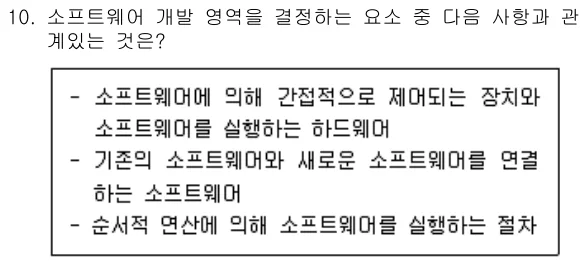 10. 소프트웨어 개발 영역을 결정하는 요소 중 다음 사항과 관
계있는 것은?
- 소프트웨어에 의해 간접적으로 제어되는 장치와
소프트웨어를 실행하는 하드웨어
- 기존의 소프트웨어와 새로운 소프트웨어를 연결
하는 소프트웨어
- 순서적 연산에 의해 소프트웨어를 실행하는 절차